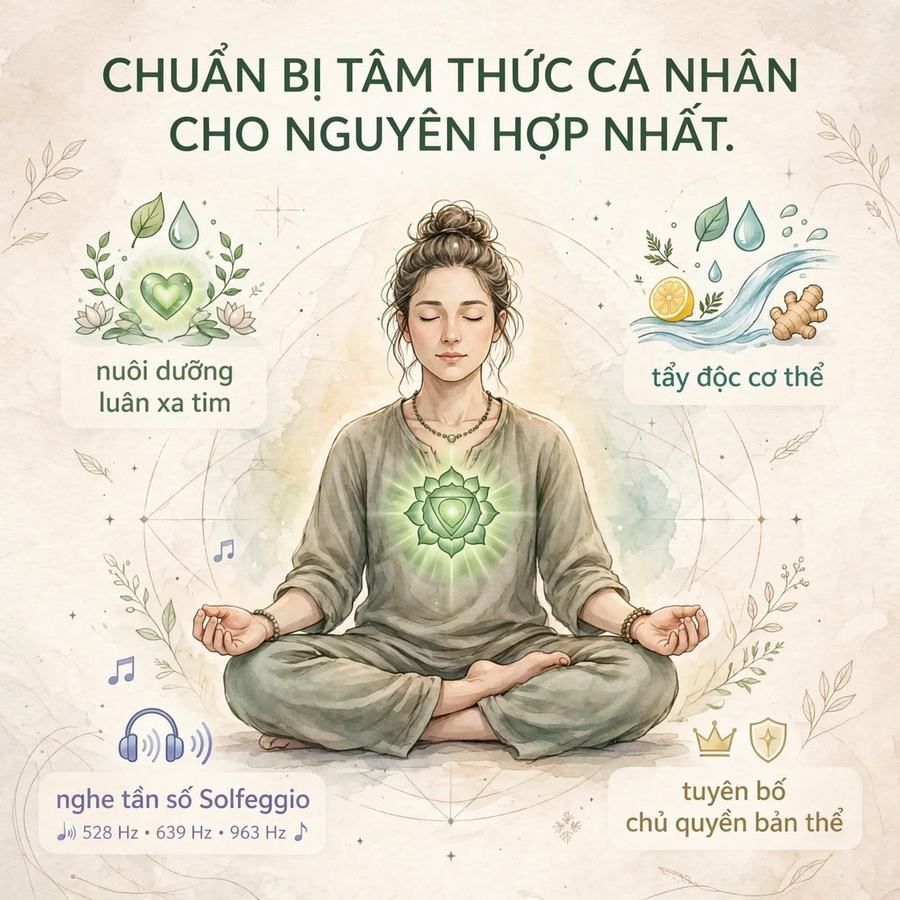 CHUẨN BỊ TÂM THỨC CÁ NHÂN
CHO NGUYÊN HỢP NHẤT.
nuôi dưỡng
luân xa tim
tẩy độc cơ thể
nghe tần số Solfeggio
528 Hz • 639 Hz • 963 Hz
tuyên bố
chủ quyền bản thể